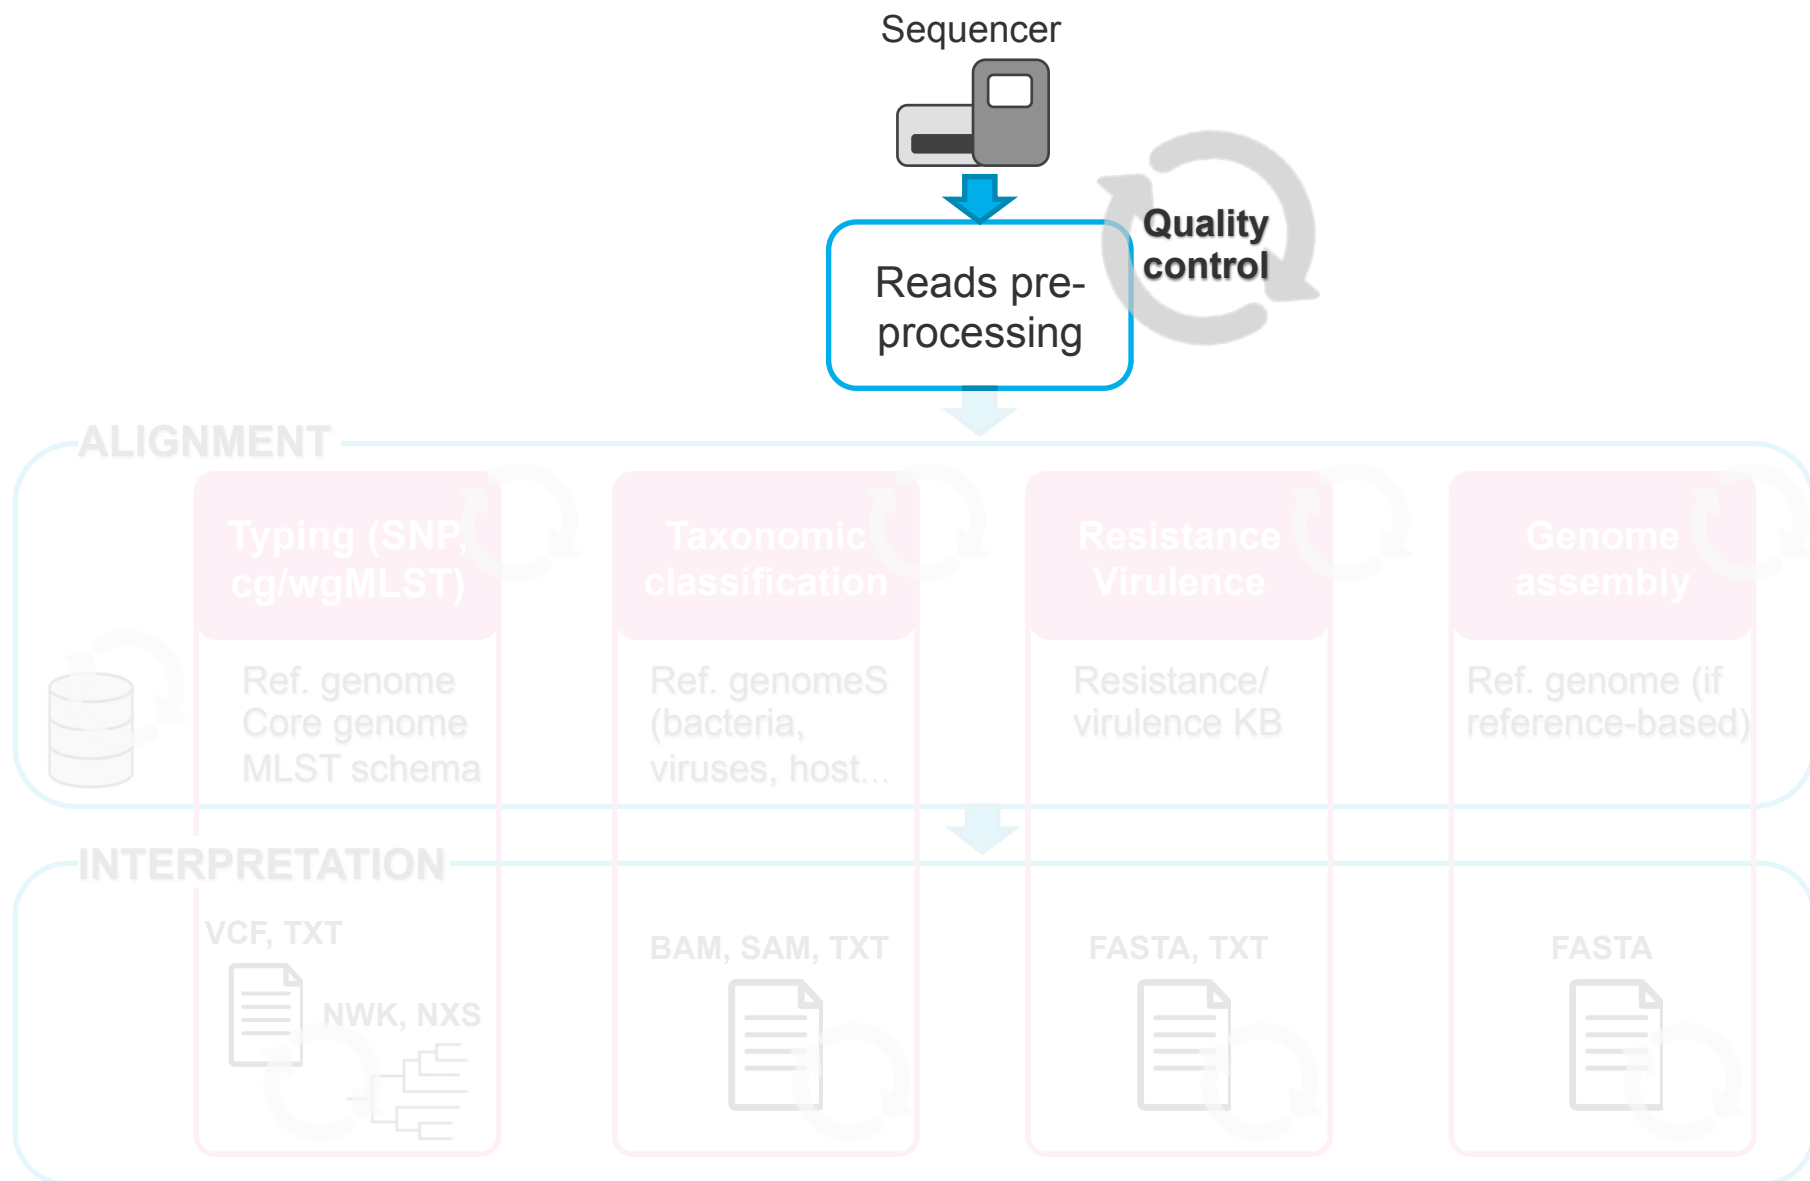 Sequencer
Quality
control
Reads pre-
processing
ALIGNMENT
Typing (SNP,
cg/wgMLST)
Taxonomic
classification
Resistance
Virulence
Genome
assembly
Ref. genome
Core genome
MLST schema
Ref. genomeS
(bacteria,
viruses, host...
Resistance/
virulence KB
Ref. genome (if
reference-based)
INTERPRETATION
VCF, TXT
NWK, NXS
BAM, SAM, TXT
FASTA, TXT
FASTA